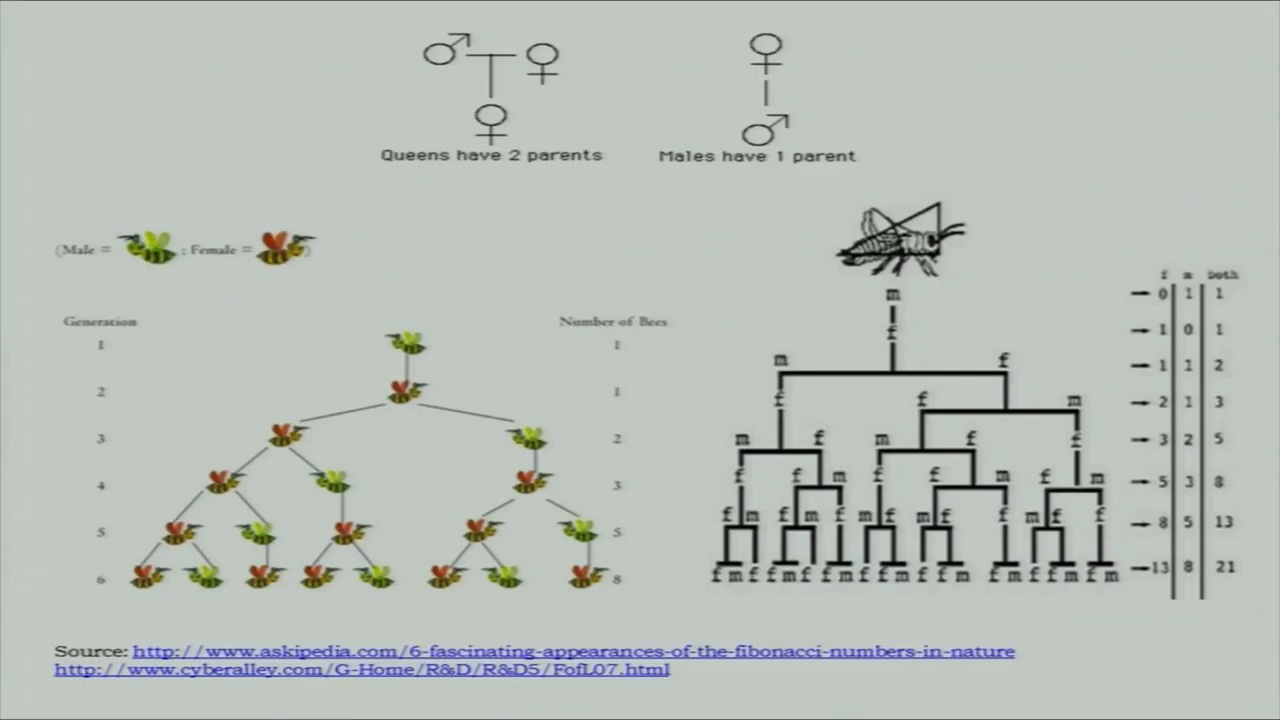 Queens have 2 parents
Males have 1 parent
(Male = ; Female = )
Generation
Number of Bees
1 1
2 1
3 2
4 3
5 5
6 8
f m both
m 0 1 1
f 1 0 1
m f 1 1 2
f f m 2 1 3
m f m f f 3 2 5
f f m f f m f m 5 3 8
f m f m f m f m f f m f f 8 5 13
f m f f m f f m f f m f f m f m f f m f m 13 8 21
Source: http://www.askipedia.com/6-fascinating-appearances-of-the-fibonacci-numbers-in-nature
http://www.cyberalley.com/G-Home/R&D/R&D5/FofL07.html